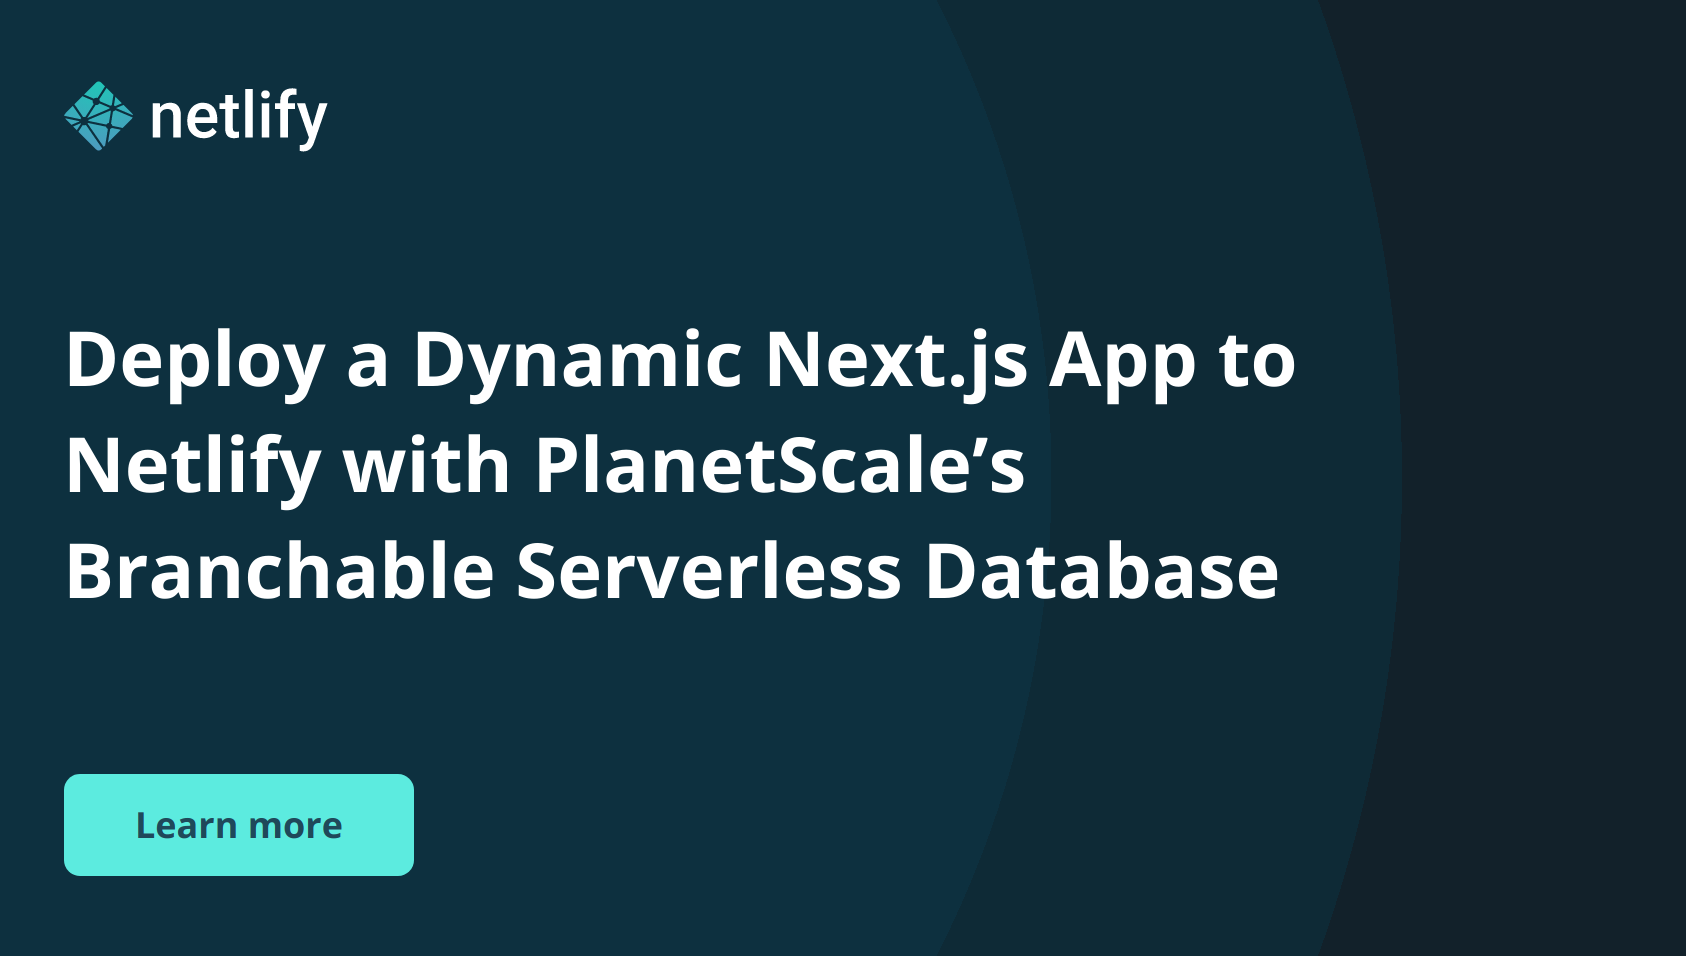 netlify
Deploy a Dynamic Next.js App to
Netlify with PlanetScale’s
Branchable Serverless Database
Learn more